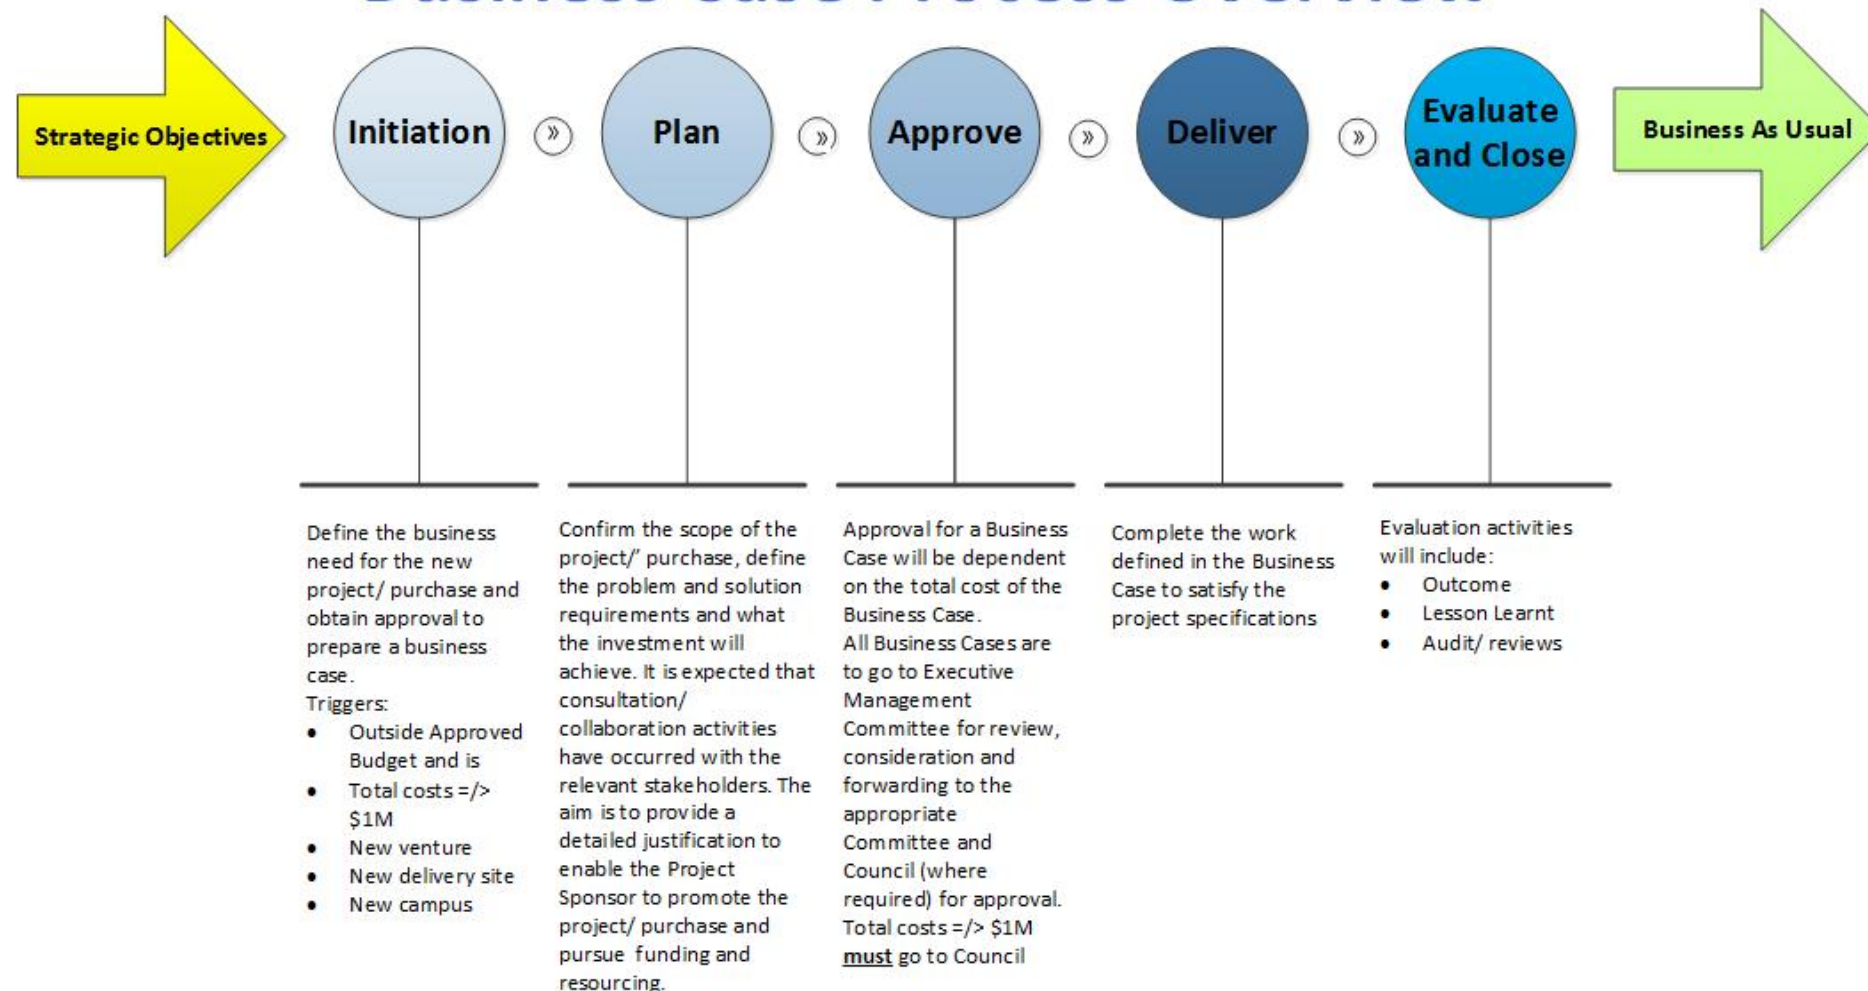 Business Case Process Overview
Strategic Objectives
Initiation
»
Plan
»
Approve
»
Deliver
»
Evaluate
and Close
Business As Usual
Define the business
need for the new
project/ purchase and
obtain approval to
prepare a business
case.
Triggers:
• Outside Approved
Budget and is
• Total costs =/>
$1M
• New venture
• New delivery site
• New campus
Confirm the scope of the
project/” purchase, define
the problem and solution
requirements and what
the investment will
achieve. It is expected that
consultation/
collaboration activities
have occurred with the
relevant stakeholders. The
aim is to provide a
detailed justification to
enable the Project
Sponsor to promote the
project/ purchase and
pursue funding and
resourcing.
Approval for a Business
Case will be dependent
on the total cost of the
Business Case.
All Business Cases are
to go to Executive
Management
Committee for review,
consideration and
forwarding to the
appropriate
Committee and
Council (where
required) for approval.
Total costs =/> $1M
must go to Council
Complete the work
defined in the Business
Case to satisfy the
project specifications
Evaluation activities
will include:
• Outcome
• Lesson Learnt
• Audit/ reviews